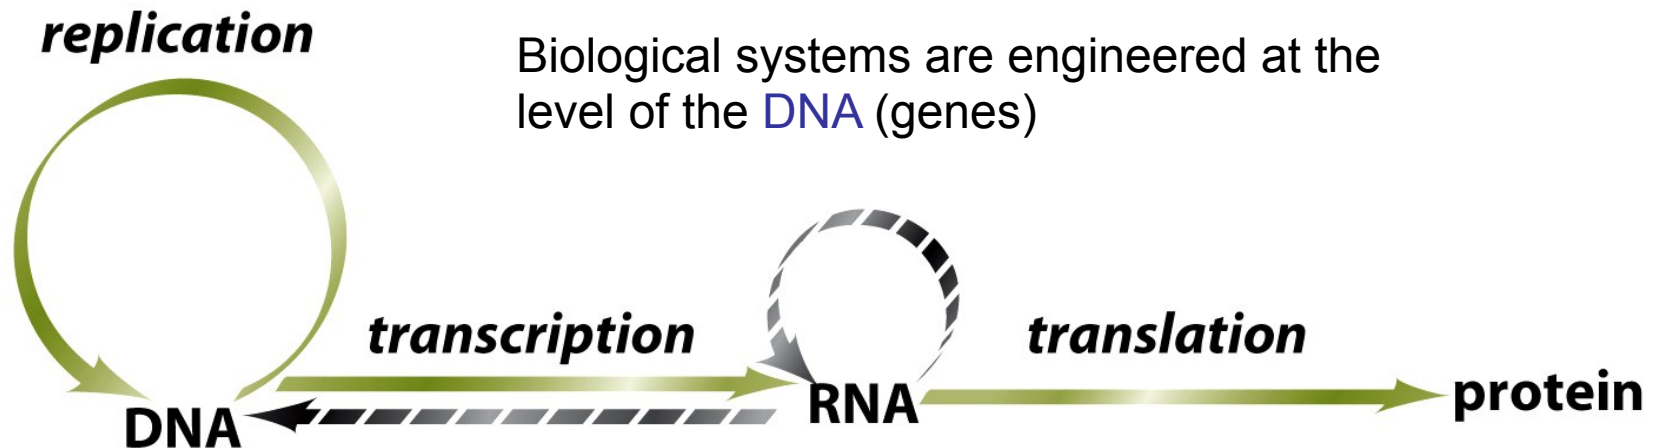 replication
Biological systems are engineered at the
level of the DNA (genes)
transcription
translation
DNA
RNA
protein